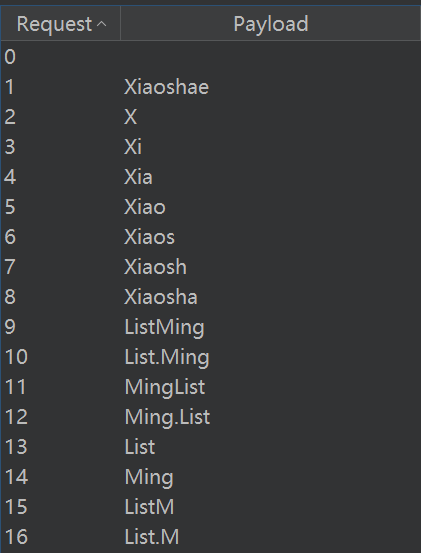 Request Payload
0
1 Xiaoshae
2 X
3 Xi
4 Xia
5 Xiao
6 Xiaos
7 Xiaosh
8 Xiaosha
9 ListMing
10 List.Ming
11 MingList
12 Ming.List
13 List
14 Ming
15 ListM
16 List.M